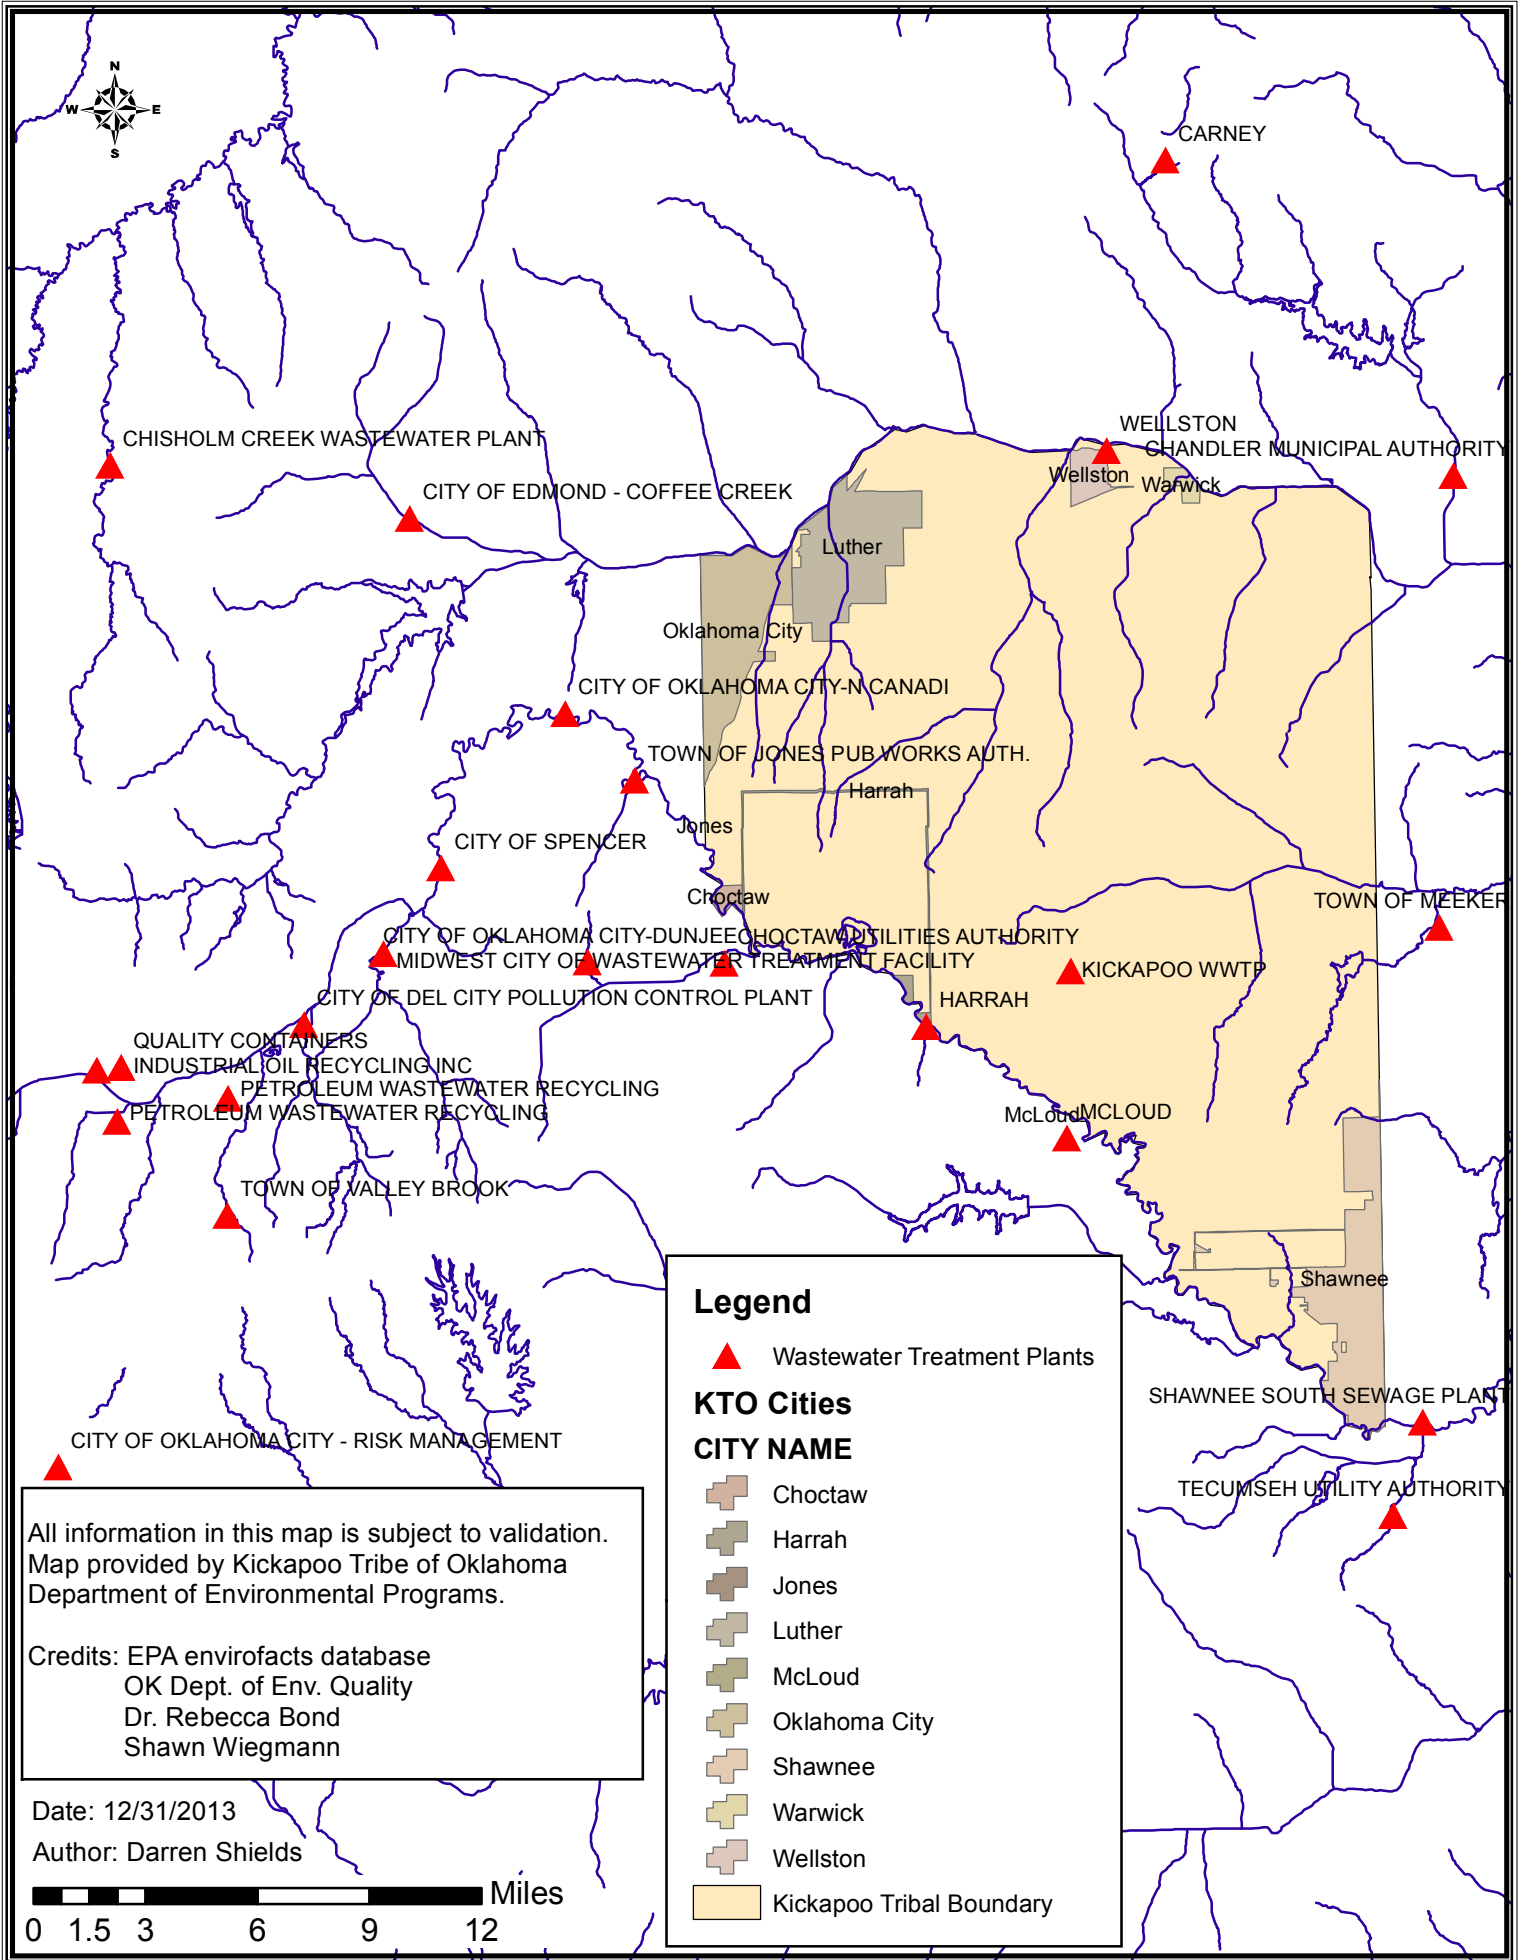 N
W E
S
CARNEY
WELLSTON
CHISHOLM CREEK WASTEWATER PLANT
CHANDLER MUNICIPAL AUTHORITY
Wellston
Warwick
CITY OF EDMOND - COFFEE CREEK
Luther
Oklahoma City
CITY OF OKLAHOMA CITY-N CANADI
TOWN OF JONES PUB WORKS AUTH.
Harrah
Jones
CITY OF SPENCER
Choctaw
TOWN OF MEEKER
CITY OF OKLAHOMA CITY-DUNJEE
CHOCTAW UTILITIES AUTHORITY
MIDWEST CITY OF WASTEWATER TREATMENT FACILITY
KICKAPOO WWTP
CITY OF DEL CITY POLLUTION CONTROL PLANT
HARRAH
QUALITY CONTAINERS
INDUSTRIAL OIL RECYCLING INC
PETROLEUM WASTEWATER RECYCLING
PETROLEUM WASTEWATER RECYCLING
McLoud
MCLOUD
TOWN OF VALLEY BROOK
Shawnee
SHAWNEE SOUTH SEWAGE PLANT
CITY OF OKLAHOMA CITY - RISK MANAGEMENT
TECUMSEH UTILITY AUTHORITY
Legend
Wastewater Treatment Plants
KTO Cities
CITY NAME
Choctaw
Harrah
Jones
Luther
McLoud
Oklahoma City
Shawnee
Warwick
Wellston
Kickapoo Tribal Boundary
All information in this map is subject to validation.
Map provided by Kickapoo Tribe of Oklahoma
Department of Environmental Programs.
Credits: EPA envirofacts database
OK Dept. of Env. Quality
Dr. Rebecca Bond
Shawn Wiegmann
Date: 12/31/2013
Author: Darren Shields
Miles
0 1.5 3 6 9 12